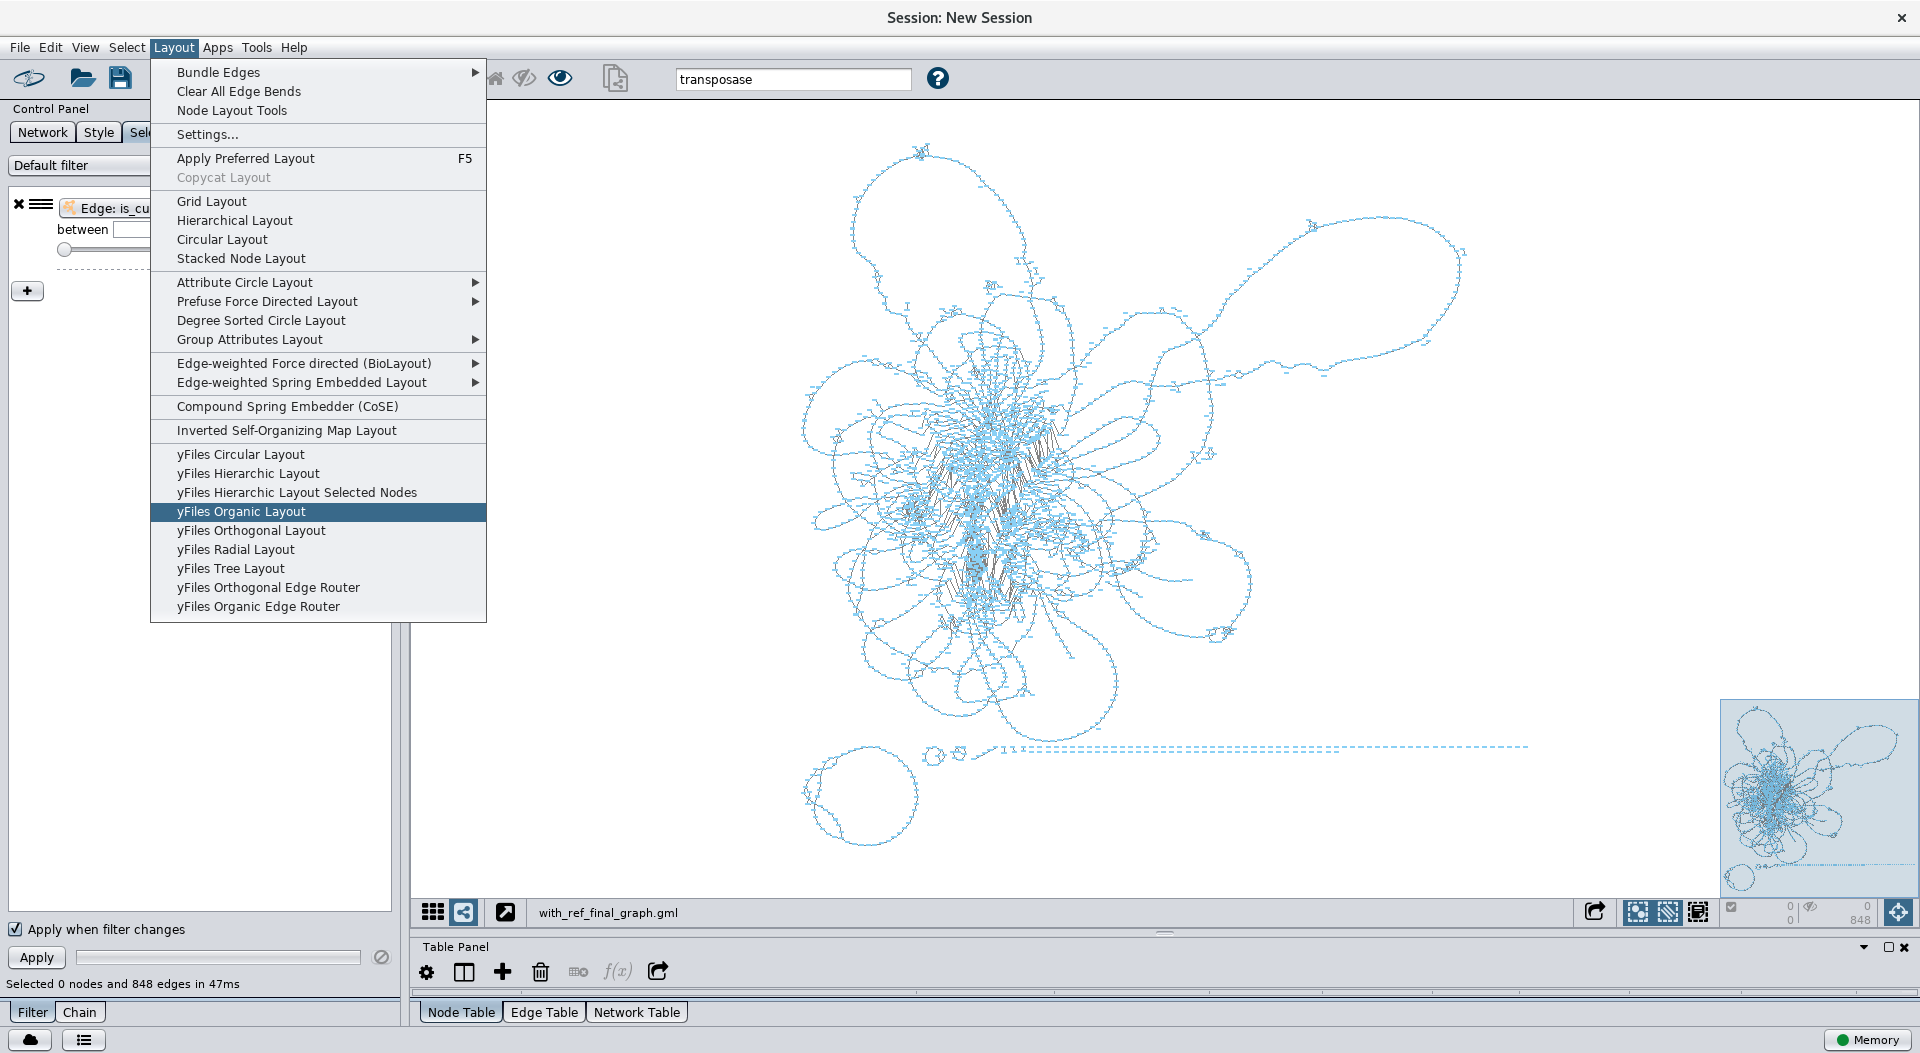 Session: New Session
File Edit View Select Layout Apps Tools Help
transposase
Control Panel
Network Style
Default filter
between
Bundle Edges
Clear All Edge Bends
Node Layout Tools
Settings...
Apply Preferred Layout F5
Copycat Layout
Grid Layout
Hierarchical Layout
Circular Layout
Stacked Node Layout
Attribute Circle Layout
Prefuse Force Directed Layout
Degree Sorted Circle Layout
Group Attributes Layout
Edge-weighted Force directed (BioLayout)
Edge-weighted Spring Embedded Layout
Compound Spring Embedder (CoSE)
Inverted Self-Organizing Map Layout
yFiles Circular Layout
yFiles Hierarchic Layout
yFiles Hierarchic Layout Selected Nodes
yFiles Organic Layout
yFiles Orthogonal Layout
yFiles Radial Layout
yFiles Tree Layout
yFiles Orthogonal Edge Router
yFiles Organic Edge Router
Edge: is_cu
Apply when filter changes
Apply
Selected 0 nodes and 848 edges in 47ms
Filter Chain
with_ref_final_graph.gml
0 0
0 848
Table Panel
f(x)
Node Table Edge Table Network Table
Memory